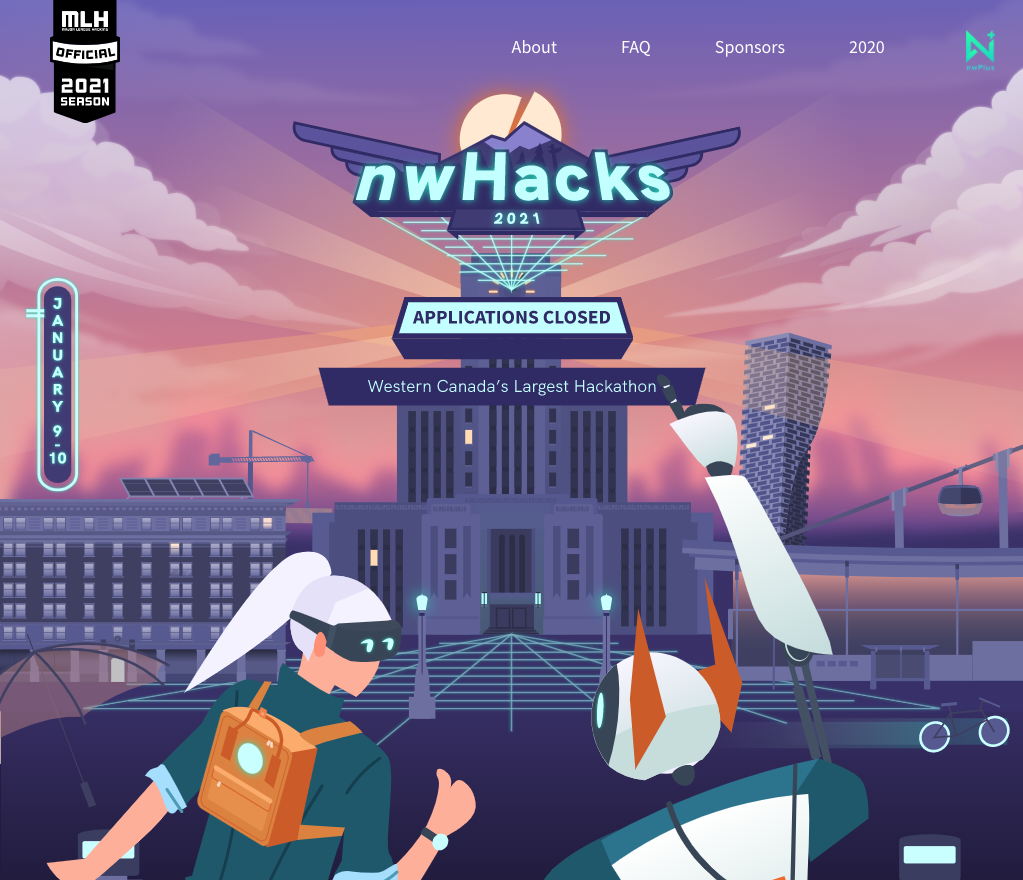 MLH
MAJOR LEAGUE HACKING
OFFICIAL
2021
SEASON
About
FAQ
Sponsors
2020
nwPlus
nwHacks
2021
APPLICATIONS CLOSED
Western Canada’s Largest Hackathon
JANUARY 9-10